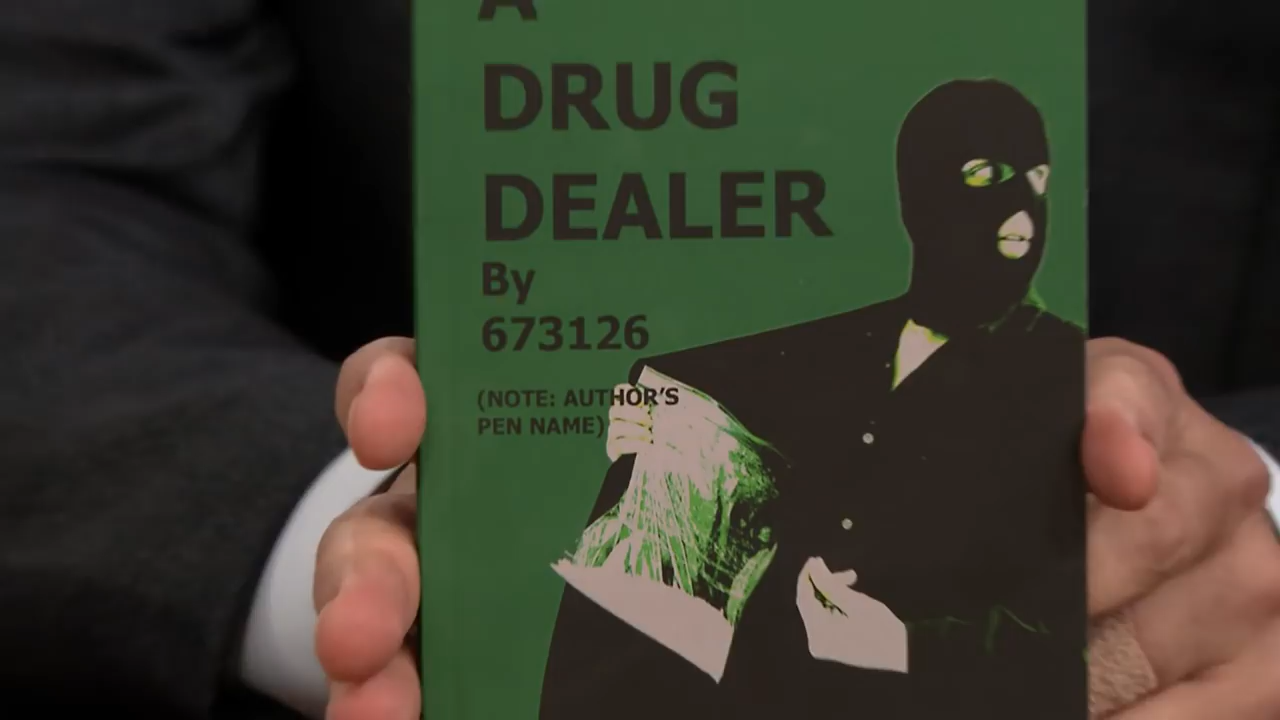 A
DRUG
DEALER
By
673126
(NOTE: AUTHOR'S
PEN NAME)